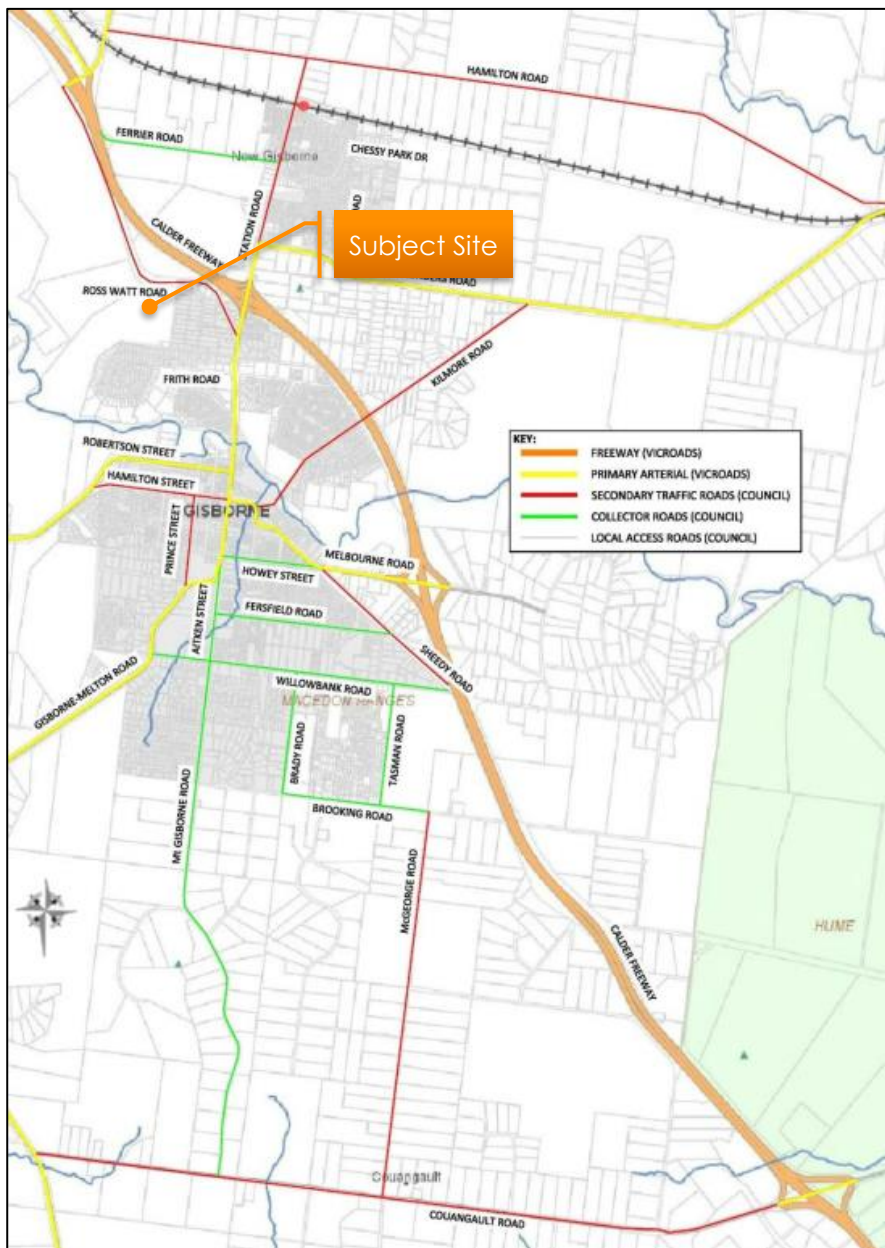 HAMILTON ROAD
FERRIER ROAD
New Gisborne
CHESSY PARK DR
STATION ROAD
CALDER FREEWAY
Subject Site
ROAD
ROSS WATT ROAD
KILMORE ROAD
FRITH ROAD
ROBERTSON STREET
HAMILTON STREET
GISBORNE
PRINCE STREET
KEY:
FREEWAY (VICROADS)
PRIMARY ARTERIAL (VICROADS)
SECONDARY TRAFFIC ROADS (COUNCIL)
COLLECTOR ROADS (COUNCIL)
LOCAL ACCESS ROADS (COUNCIL)
MELBOURNE ROAD
HOWEY STREET
AITKEN STREET
FERSFIELD ROAD
SHEEDY ROAD
GISBORNE-MELTON ROAD
WILLOWBANK ROAD
MACEDON RANGES
BRADY ROAD
TASMAN ROAD
BROOKING ROAD
Mt GISBORNE ROAD
McGEORGE ROAD
CALDER FREEWAY
HUME
Couangault
COUANGAULT ROAD